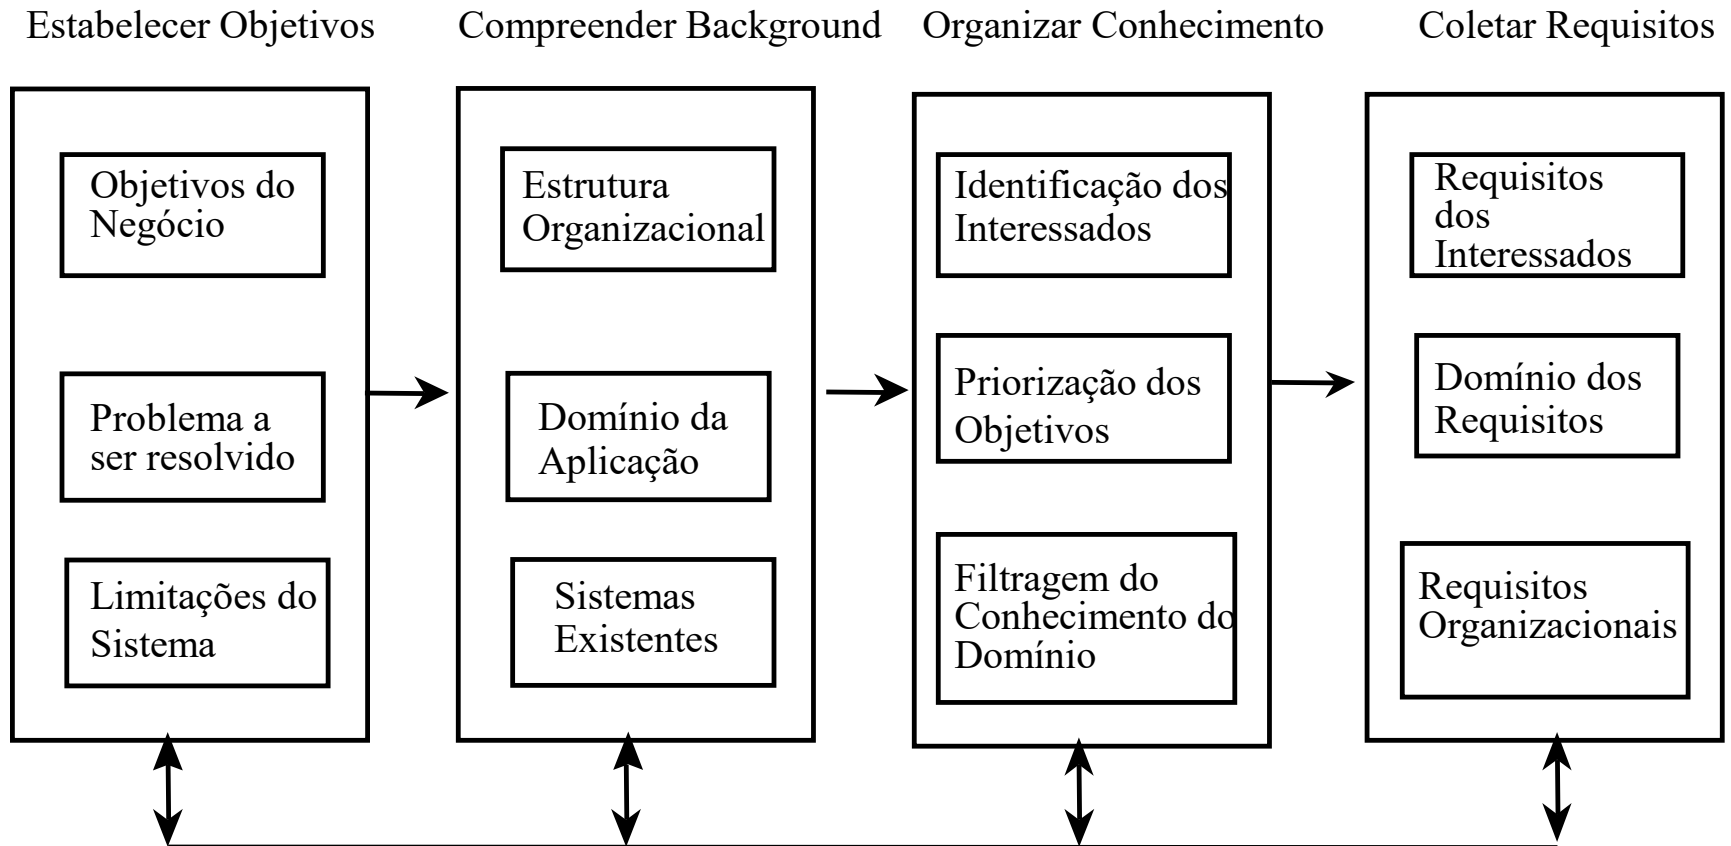 Estabelecer Objetivos
Compreender Background
Organizar Conhecimento
Coletar Requisitos
Objetivos do
Negócio
Problema a
ser resolvido
Limitações do
Sistema
Estrutura
Organizacional
Domínio da
Aplicação
Sistemas
Existentes
Identificação dos
Interessados
Priorização dos
Objetivos
Filtragem do
Conhecimento do
Domínio
Requisitos
dos
Interessados
Domínio dos
Requisitos
Requisitos
Organizacionais